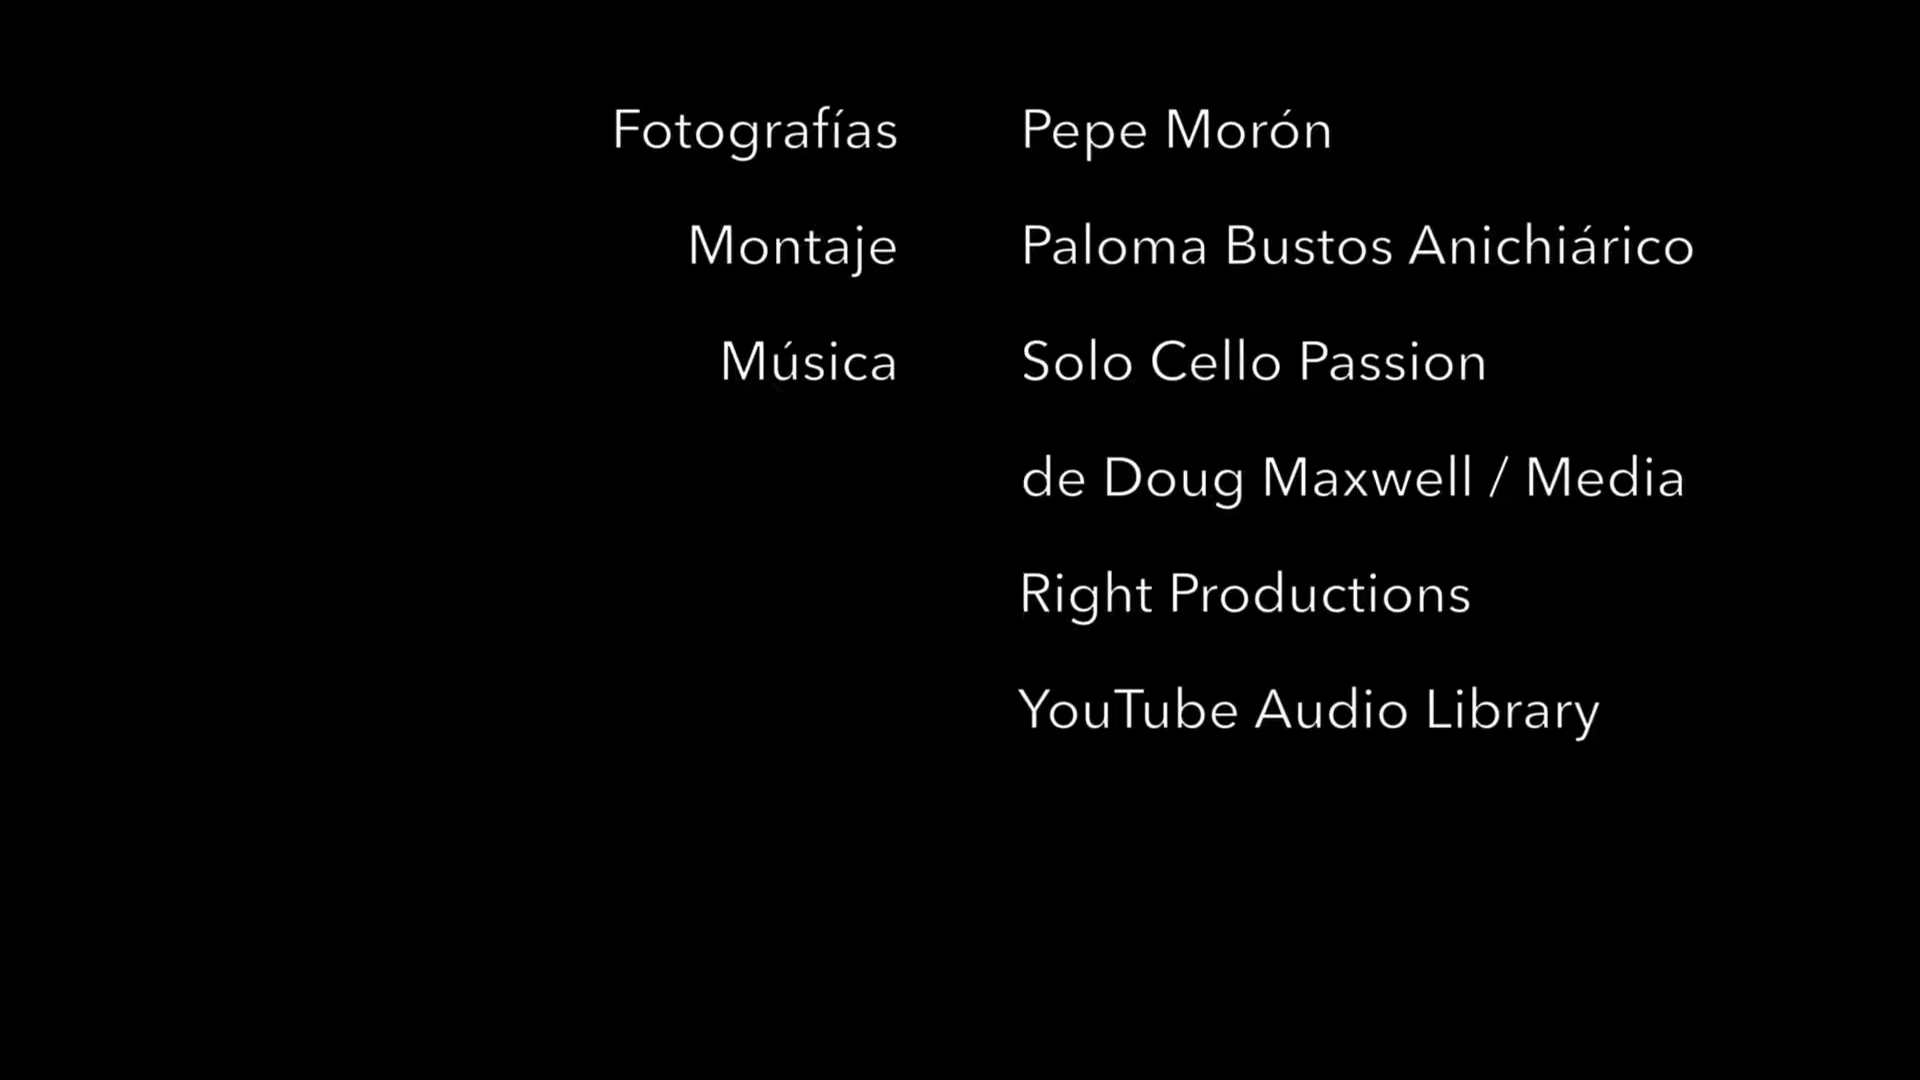 Fotografías Pepe Morón
Montaje Paloma Bustos Anichiárico
Música Solo Cello Passion
de Doug Maxwell / Media
Right Productions
YouTube Audio Library